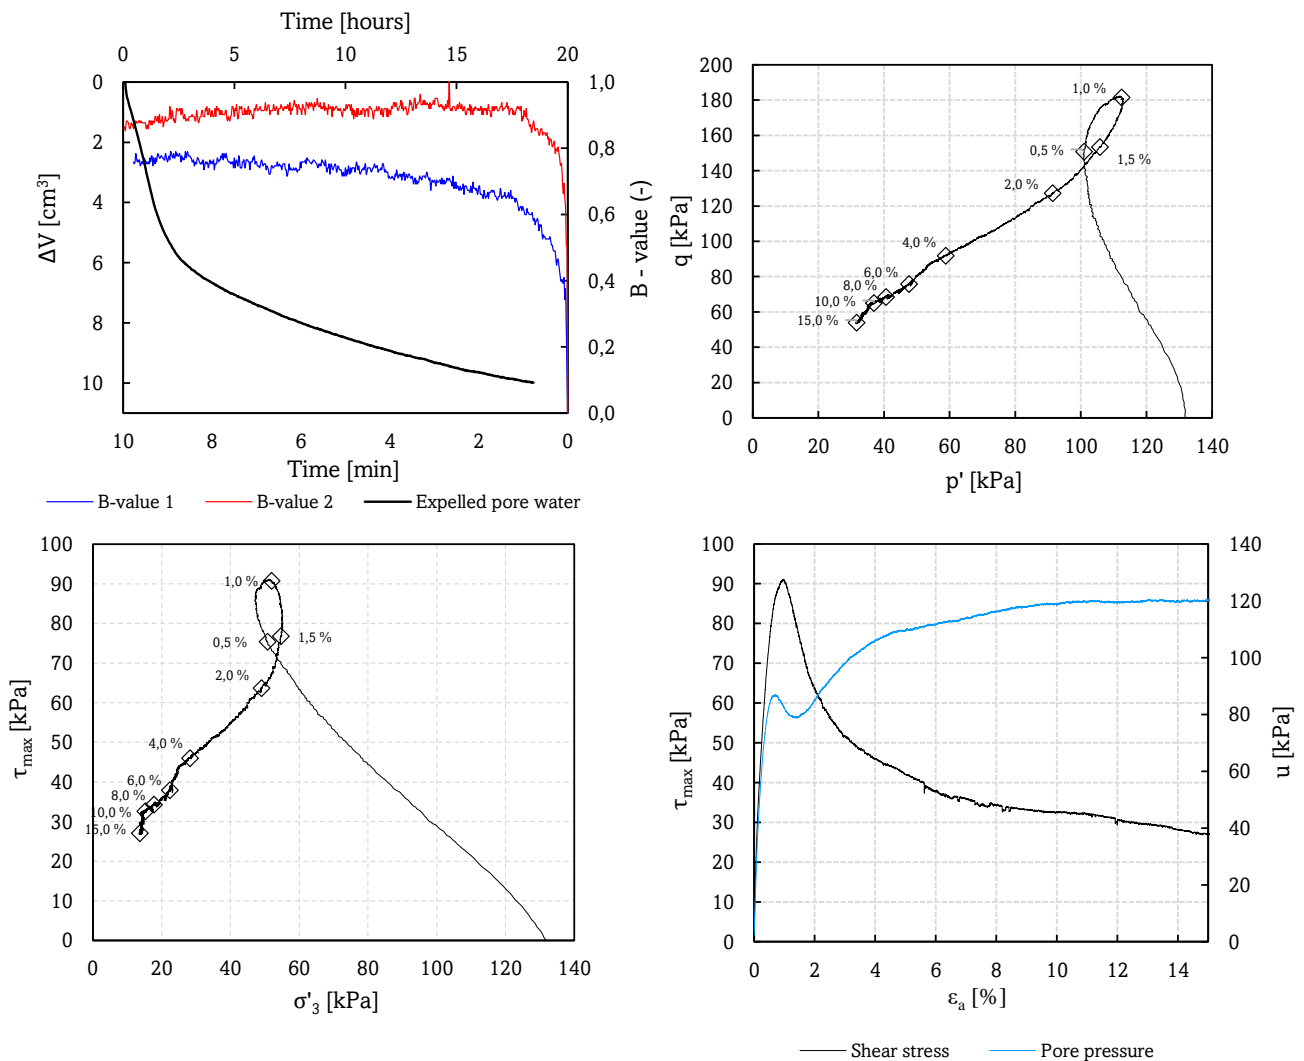 Time [hours]
0 5 10 15 20
0 2 4 6 8 10
ΔV [cm³]
1,0 0,8 0,6 0,4 0,2 0,0
B - value (-)
10 8 6 4 2 0
Time [min]
B-value 1 B-value 2 Expelled pore water
200 180 160 140 120 100 80 60 40 20 0
q [kPa]
1,0 %
0,5 %
1,5 %
2,0 %
4,0 %
6,0 %
8,0 %
10,0 %
15,0 %
0 20 40 60 80 100 120 140
p' [kPa]
100 90 80 70 60 50 40 30 20 10 0
τmax [kPa]
1,0 %
0,5 %
1,5 %
2,0 %
4,0 %
6,0 %
8,0 %
10,0 %
15,0 %
0 20 40 60 80 100 120 140
σ'3 [kPa]
100 90 80 70 60 50 40 30 20 10 0
τmax [kPa]
140 120 100 80 60 40 20 0
u [kPa]
0 2 4 6 8 10 12 14
εa [%]
Shear stress Pore pressure